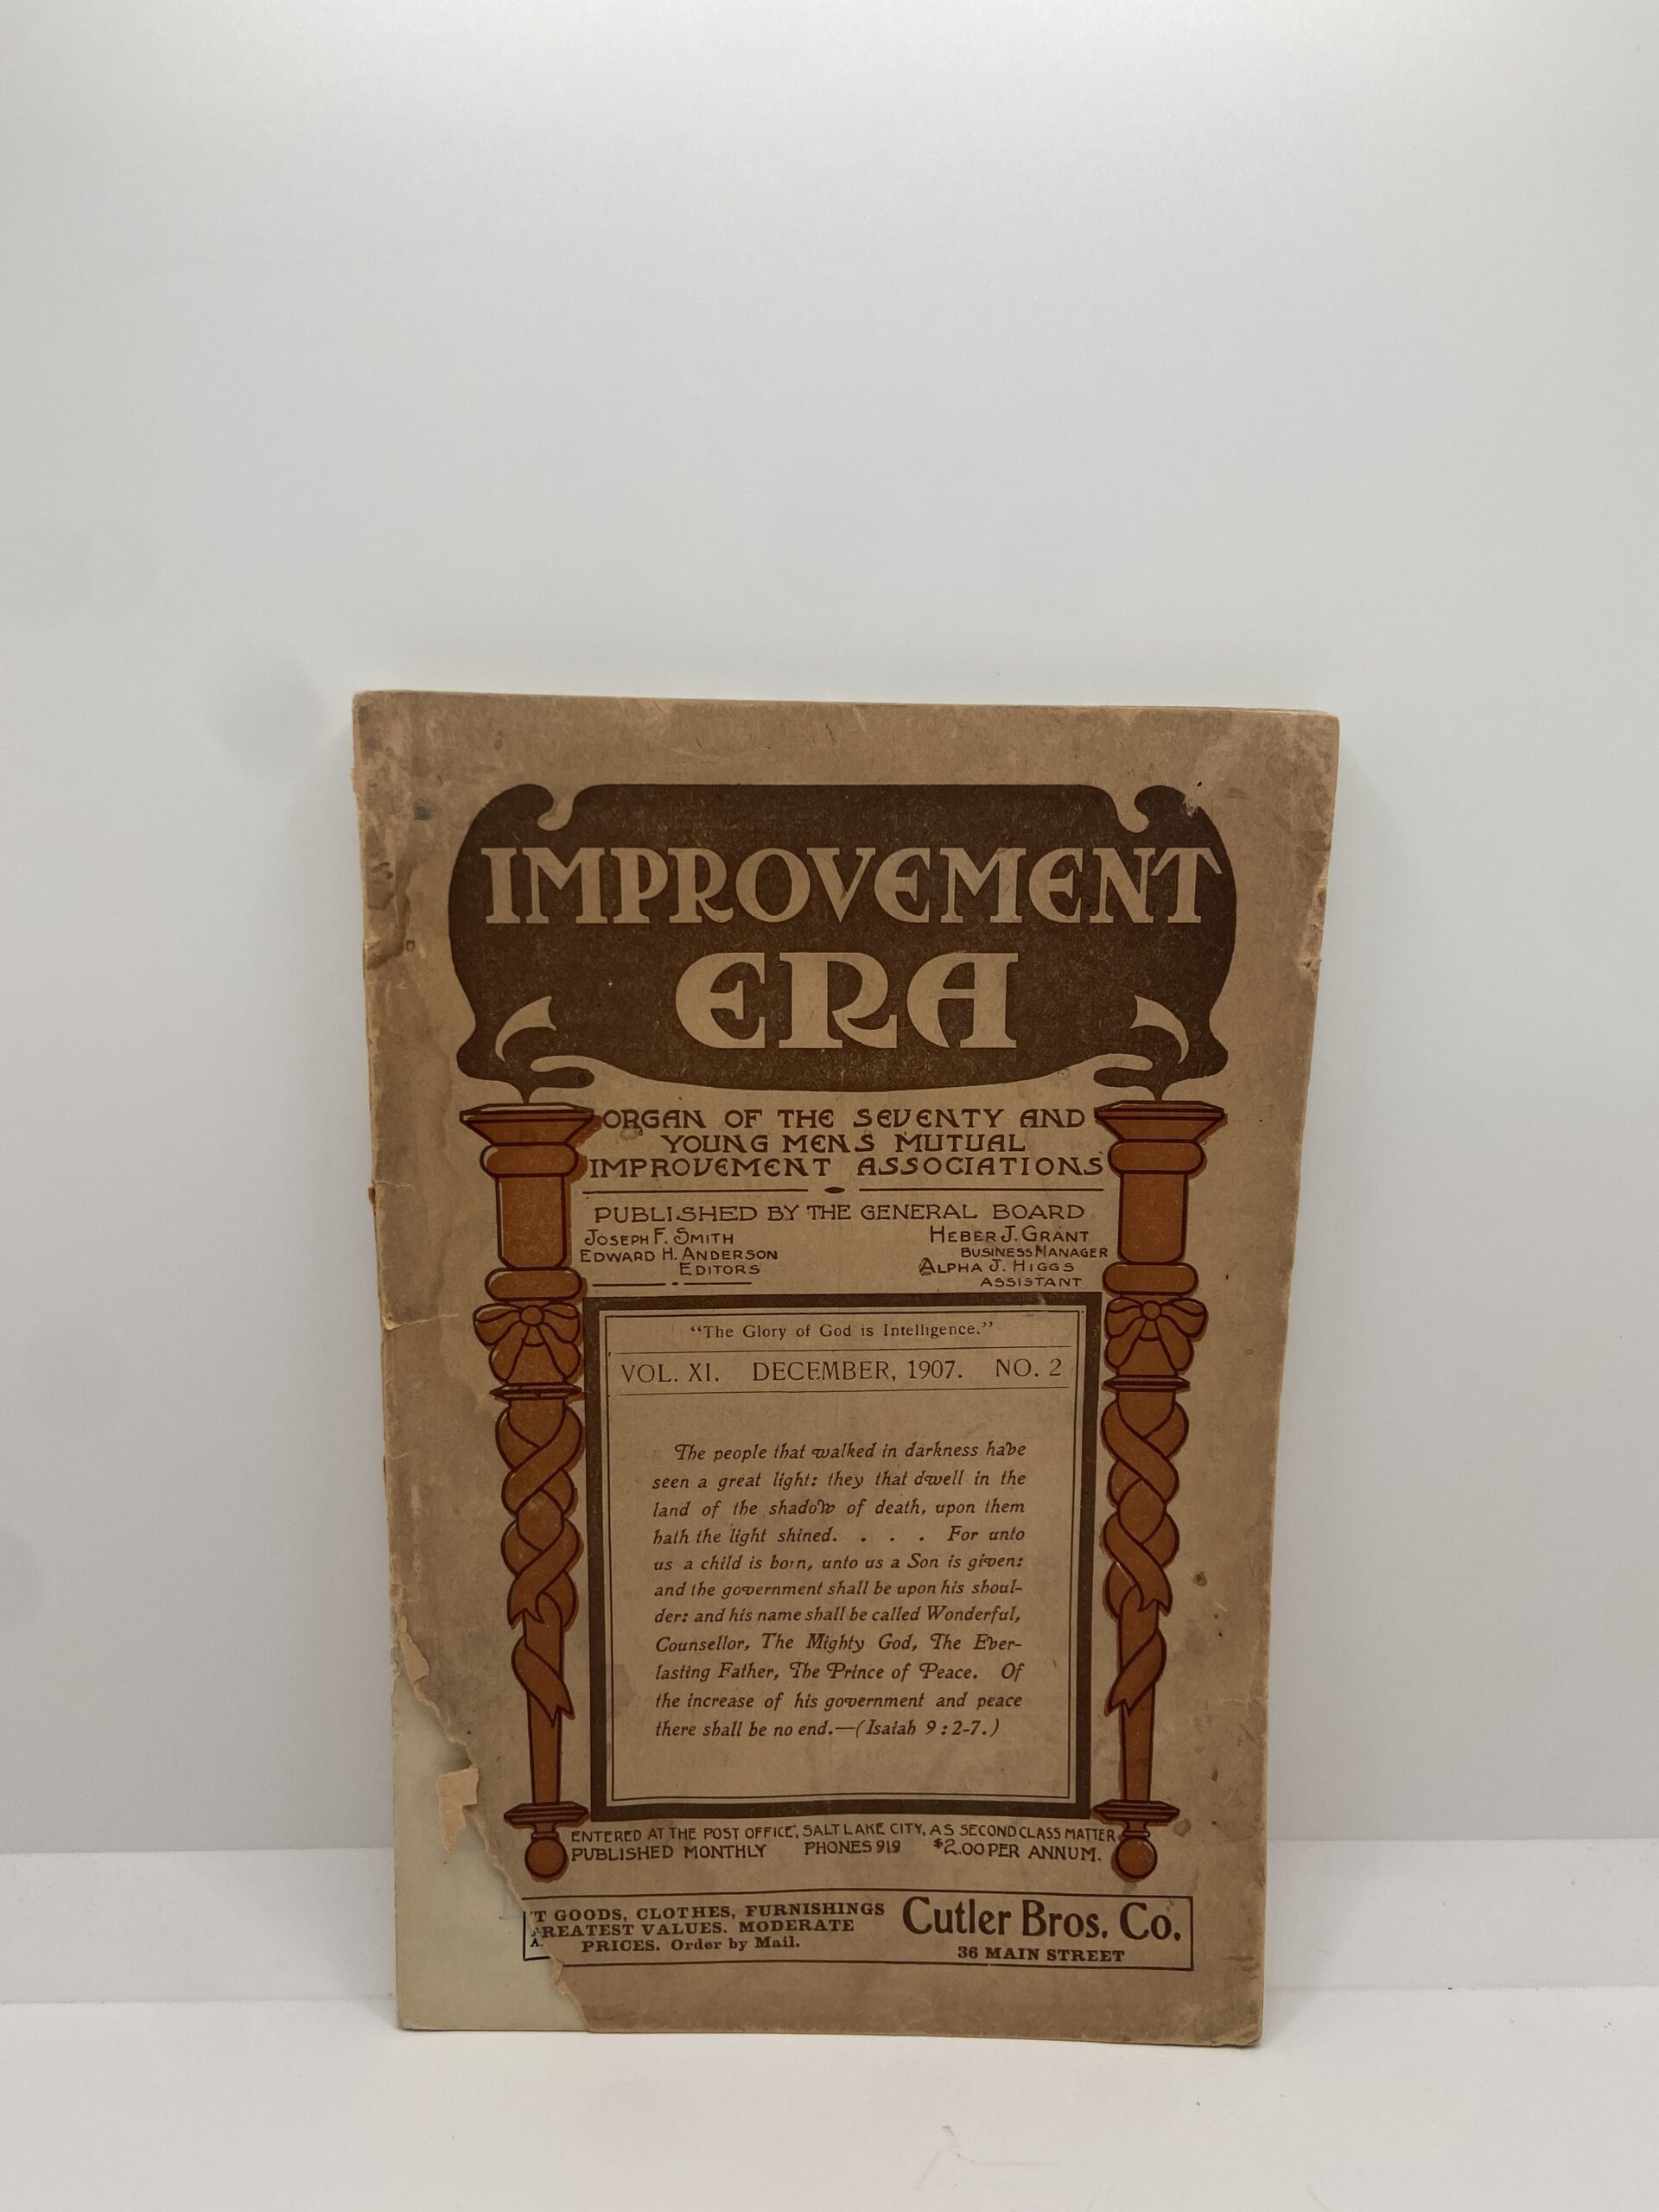 IMPROVEMENT
ERA
ORGAN OF THE SEVENTY AND
YOUNG MENS MUTUAL
IMPROVEMENT ASSOCIATIONS
PUBLISHED BY THE GENERAL BOARD
JOSEPH F. SMITH
EDWARD H. ANDERSON
EDITORS
HEBER J. GRANT
BUSINESS MANAGER
ALPHA J. HIGGS
ASSISTANT
"The Glory of God is Intelligence."
VOL. XI. DECEMBER, 1907. NO. 2
The people that walked in darkness have
seen a great light: they that dwell in the
land of the shadow of death, upon them
hath the light shined. . . . For unto
us a child is born, unto us a Son is given:
and the government shall be upon his shoul-
der: and his name shall be called Wonderful,
Counsellor, The Mighty God, The Ever-
lasting Father, The Prince of Peace. Of
the increase of his government and peace
there shall be no end.—(Isaiah 9:2-7.)
ENTERED AT THE POST OFFICE, SALT LAKE CITY, AS SECOND CLASS MATTER
PUBLISHED MONTHLY PHONES 919 $2.00 PER ANNUM.
T GOODS, CLOTHES, FURNISHINGS
REATEST VALUES. MODERATE
PRICES. Order by Mail.
Cutler Bros. Co.
36 MAIN STREET